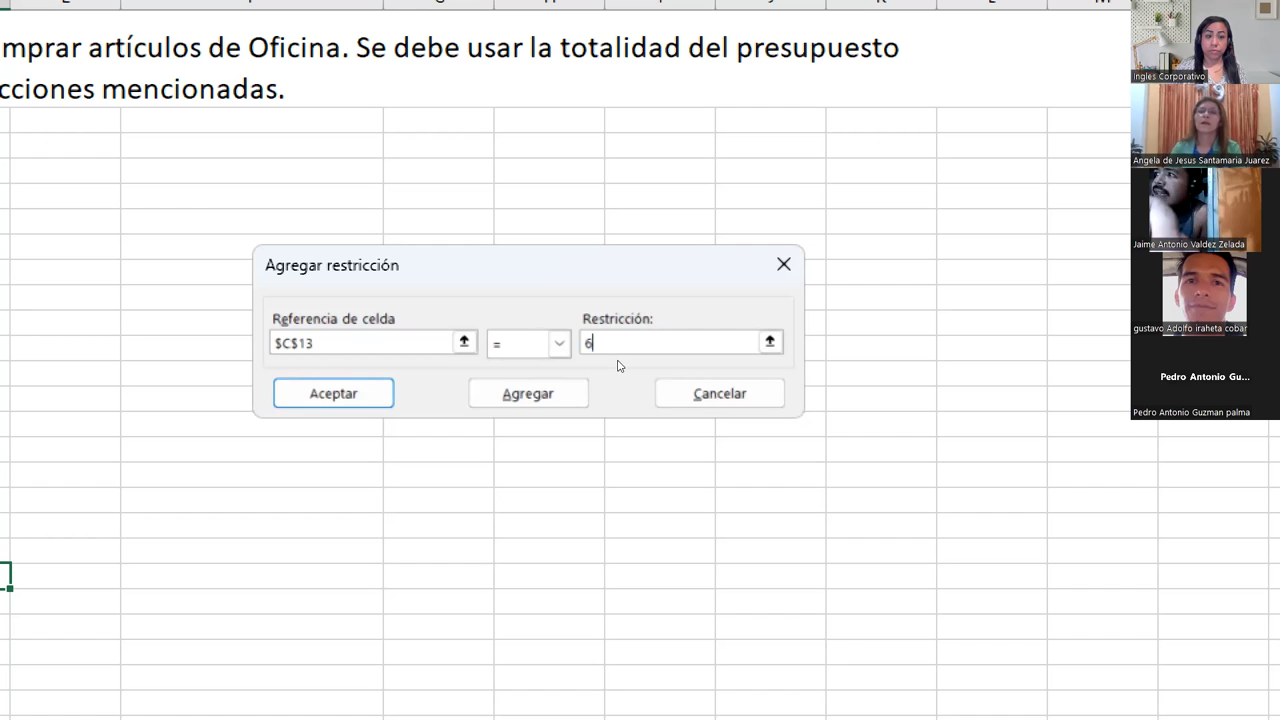 mprar artículos de Oficina. Se debe usar la totalidad del presupuesto
cciones mencionadas.
Agregar restricción
Referencia de celda
Restricción:
$C$13
=
6
Aceptar
Agregar
Cancelar
Ingles Corporativo
Angela de Jesus Santamaria Juarez
Jaime Antonio Valdez Zelada
gustavo Adolfo iraheta cobar
Pedro Antonio Gu...
Pedro Antonio Guzman palma